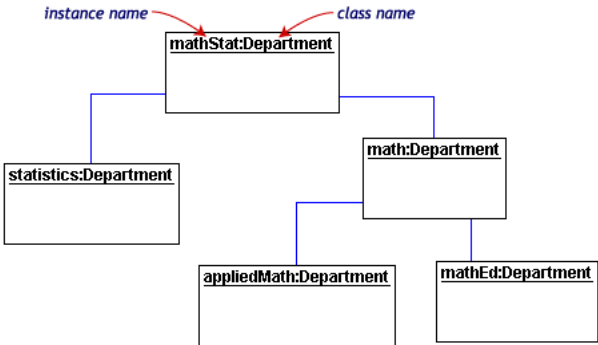 instance name
class name
mathStat:Department
math:Department
statistics:Department
appliedMath:Department
mathEd:Department